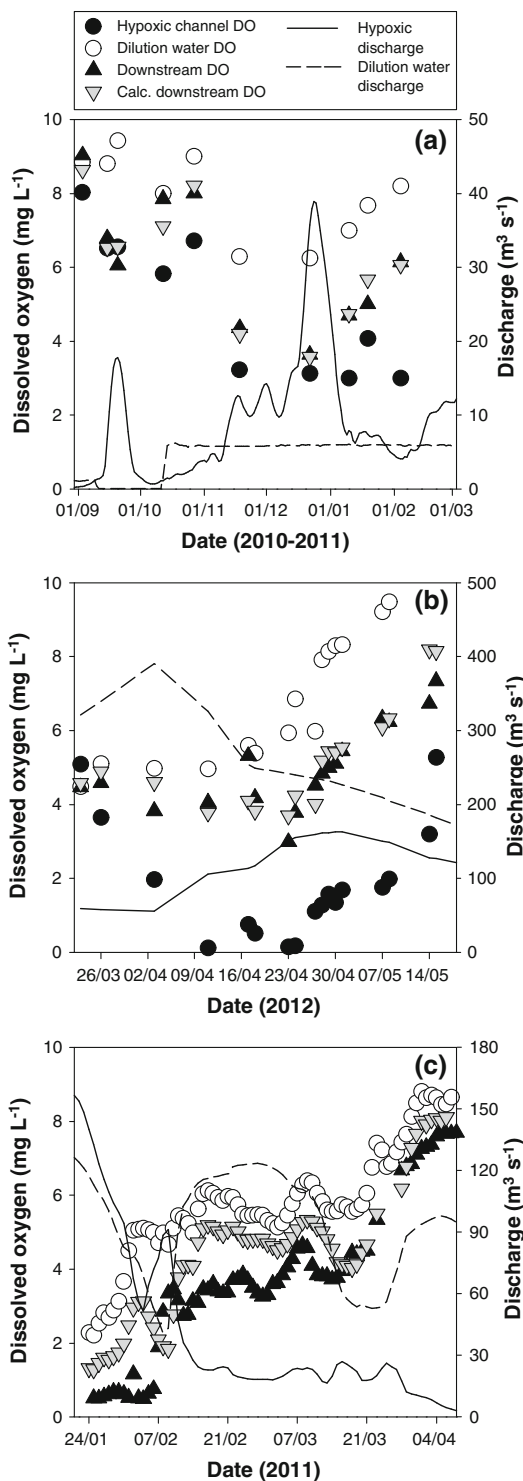 Hypoxic channel DO
Dilution water DO
Downstream DO
Calc. downstream DO
Hypoxic
discharge
Dilution water
discharge
(a)
10
8
6
4
2
0
Dissolved oxygen (mg L-1)
50
40
30
20
10
0
Discharge (m3 s-1)
01/09 01/10 01/11 01/12 01/01 01/02 01/03
Date (2010-2011)
(b)
10
8
6
4
2
0
Dissolved oxygen (mg L-1)
500
400
300
200
100
0
Discharge (m3 s-1)
26/03 02/04 09/04 16/04 23/04 30/04 07/05 14/05
Date (2012)
(c)
10
8
6
4
2
0
Dissolved oxygen (mg L-1)
180
150
120
90
60
30
0
Discharge (m3 s-1)
24/01 07/02 21/02 07/03 21/03 04/04
Date (2011)